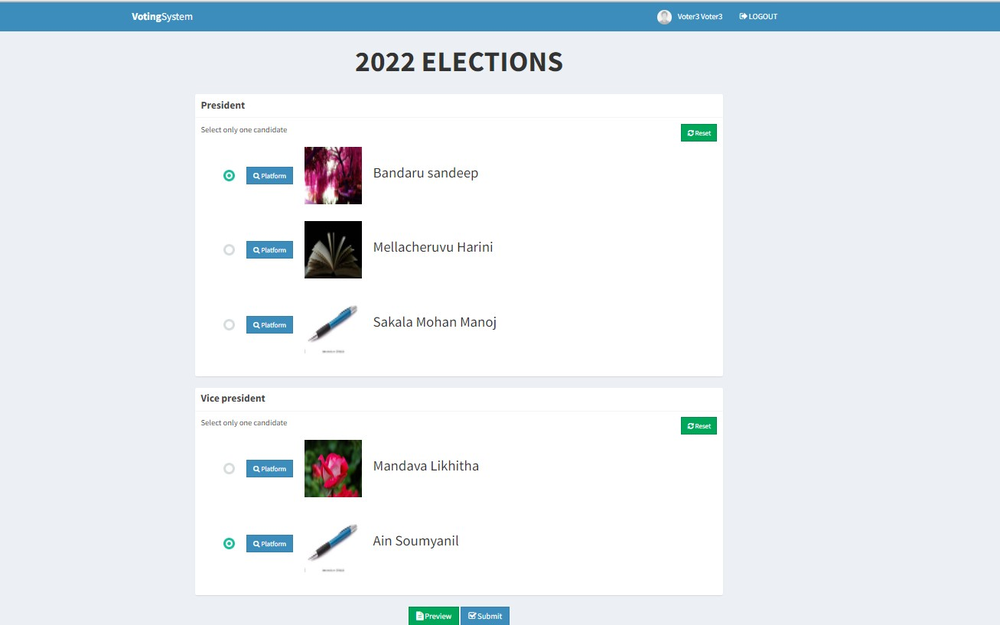 VotingSystem
Voter3 Voter3
LOGOUT
2022 ELECTIONS
President
Select only one candidate
Reset
Platform
Bandaru sandeep
Platform
Mellacheruvu Harini
Platform
Sakala Mohan Manoj
Vice president
Select only one candidate
Reset
Platform
Mandava Likhitha
Platform
Ain Soumyanil
Preview
Submit